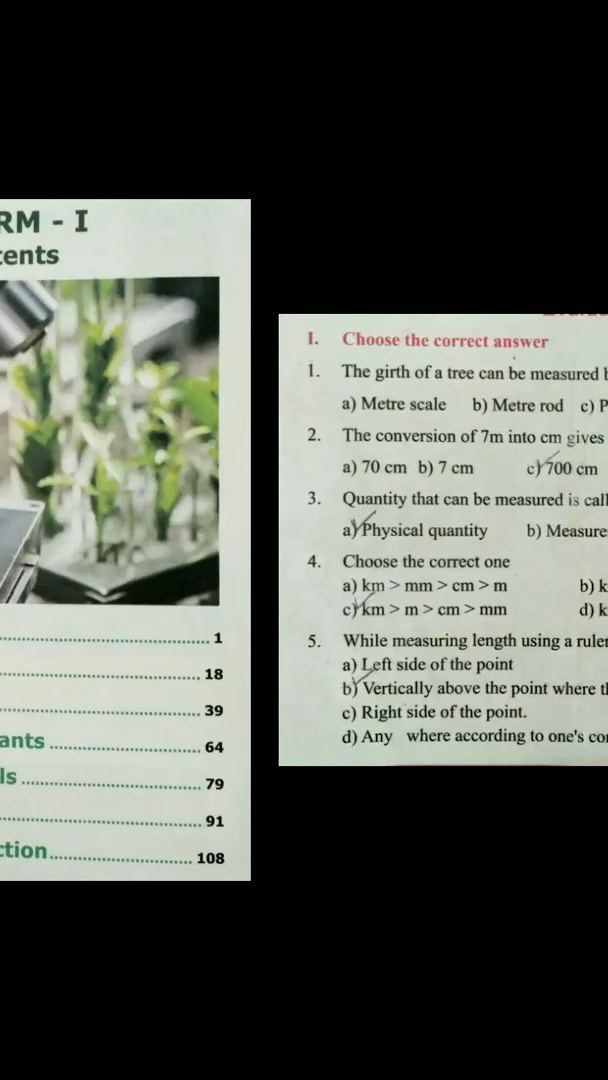 RM - I
tents
1
18
39
ants 64
ls 79
91
ction 108
I. Choose the correct answer
1. The girth of a tree can be measured b
a) Metre scale b) Metre rod c) P
2. The conversion of 7m into cm gives
a) 70 cm b) 7 cm c) 700 cm
3. Quantity that can be measured is call
a) Physical quantity b) Measure
4. Choose the correct one
a) km > mm > cm > m b) k
c) km > m > cm > mm d) k
5. While measuring length using a ruler
a) Left side of the point
b) Vertically above the point where th
c) Right side of the point.
d) Any where according to one's co